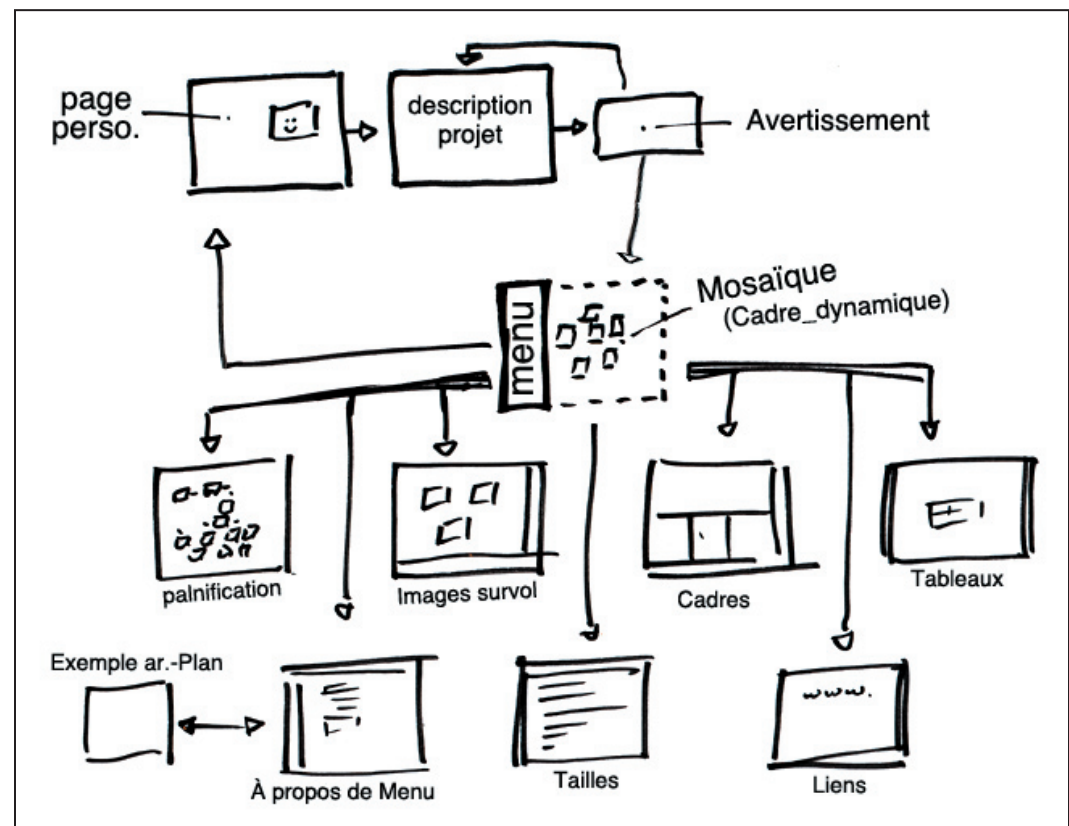 page
perso.
description
projet
Avertissement
menu
Mosaïque
(Cadre_dynamique)
palnification
Images survol
Cadres
Tableaux
Exemple ar.-Plan
www.
À propos de Menu
Tailles
Liens